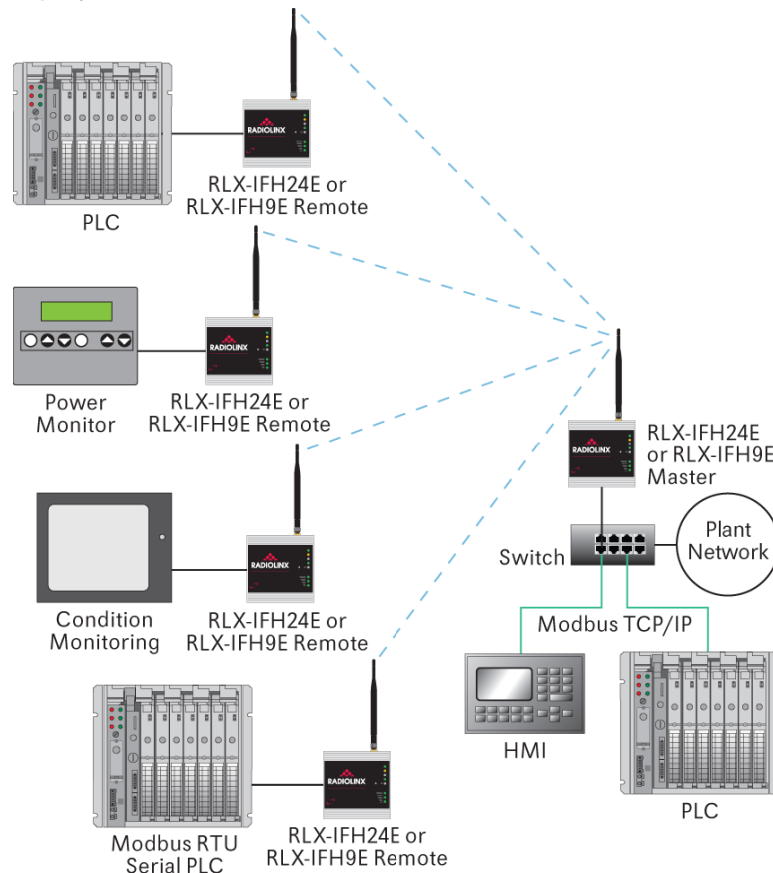 RADIOLINX
RLX-IFH24E or
RLX-IFH9E Remote
PLC
RADIOLINX
Power
Monitor
RLX-IFH24E or
RLX-IFH9E Remote
RADIOLINX
RLX-IFH24E
or RLX-IFH9E
Master
Switch
Plant
Network
RADIOLINX
Condition
Monitoring
RLX-IFH24E or
RLX-IFH9E Remote
Modbus TCP/IP
HMI
PLC
RADIOLINX
Modbus RTU
Serial PLC
RLX-IFH24E or
RLX-IFH9E Remote